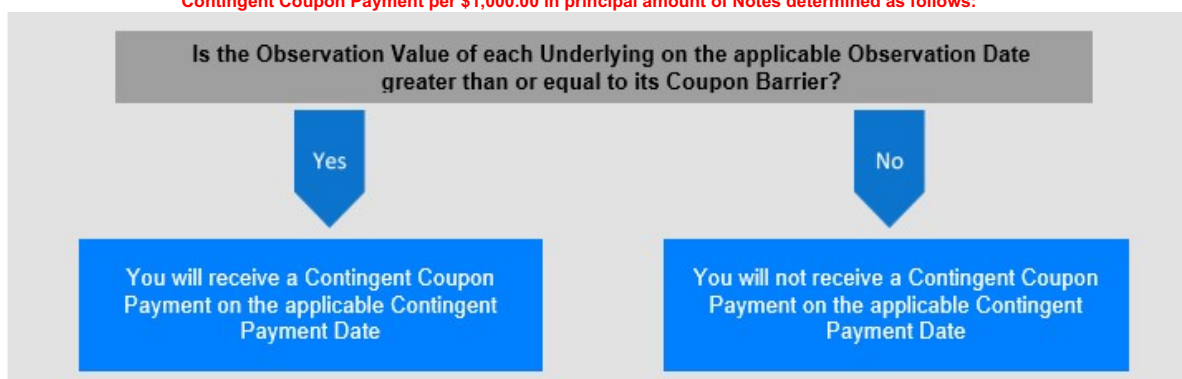 Contingent Coupon Payment per $1,000.00 in principal amount of Notes determined as follows:
Is the Observation Value of each Underlying on the applicable Observation Date
greater than or equal to its Coupon Barrier?
Yes
No
You will receive a Contingent Coupon
Payment on the applicable Contingent
Payment Date
You will not receive a Contingent Coupon
Payment on the applicable Contingent
Payment Date